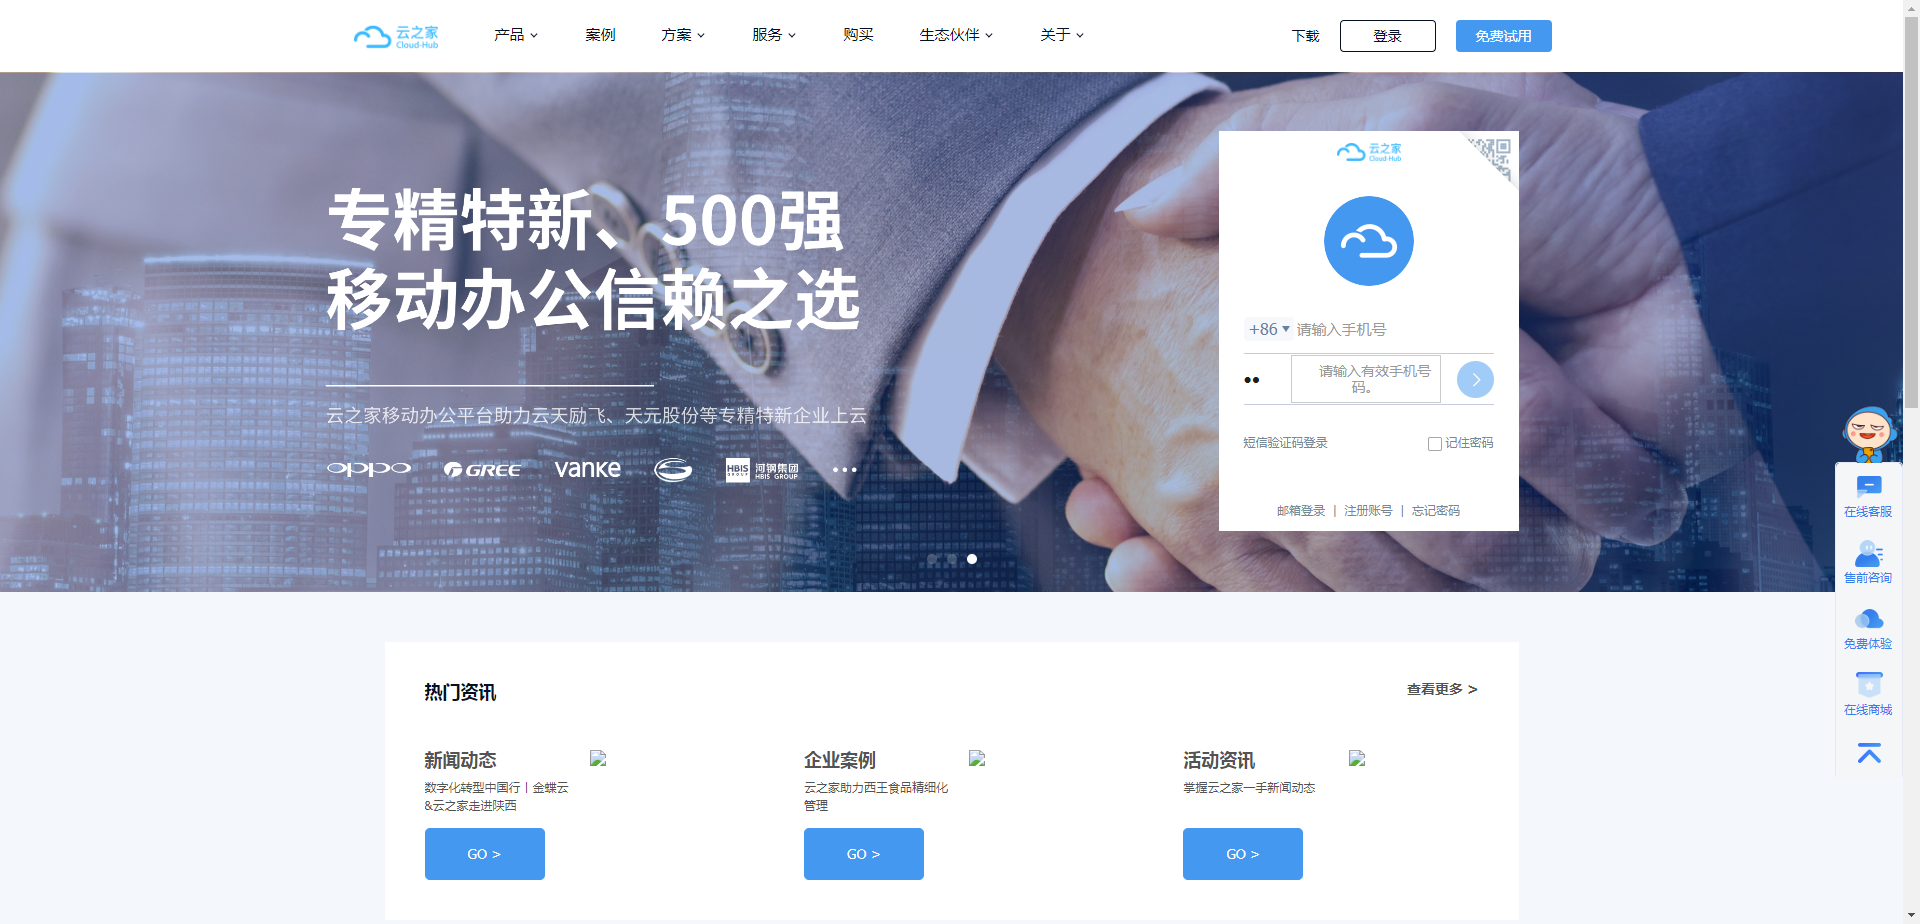 云之家
Cloud-Hub
产品
案例
方案
服务
购买
生态伙伴
关于
下载
登录
免费试用
专精特新、500强
移动办公信赖之选
云之家移动办公平台助力云天励飞、天元股份等专精特新企业上云
oppo
GREE
vanke
HBIS
GROUP
河钢集团
HBIS GROUP
云之家
Cloud-Hub
+86
请输入手机号
请输入有效手机号
码。
短信验证码登录
记住密码
邮箱登录 | 注册账号 | 忘记密码
在线客服
售前咨询
免费体验
在线商城
热门资讯
查看更多 >
新闻动态
数字化转型中国行 | 金蝶云
&云之家走进陕西
GO >
企业案例
云之家助力西王食品精细化
管理
GO >
活动资讯
掌握云之家一手新闻动态
GO >